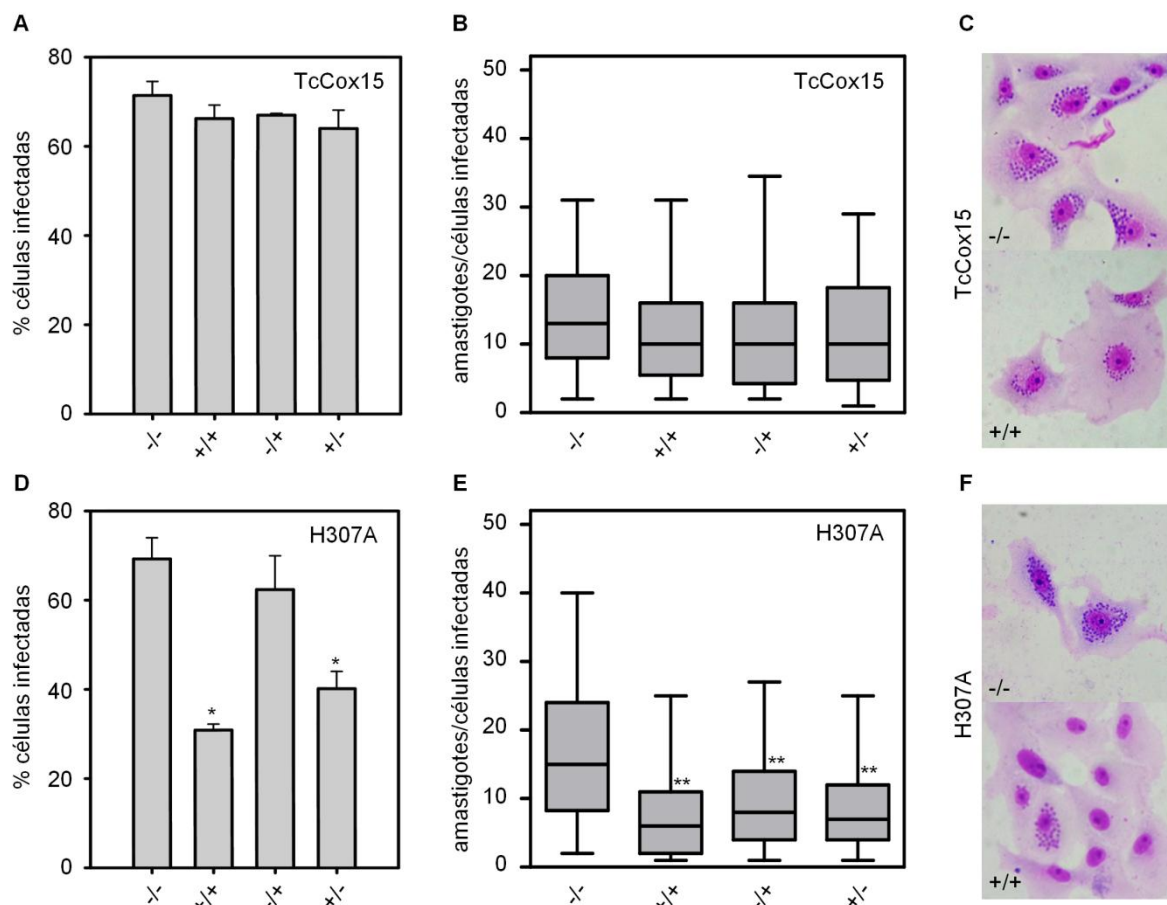 A
B
C
% células infectadas
80
60
40
20
0
TcCox15
-/-
+/+
-/+
+/-
amastigotes/células infectadas
50
40
30
20
10
0
TcCox15
-/-
+/+
-/+
+/-
TcCox15
-/-
+/+
D
E
F
% células infectadas
80
60
40
20
0
H307A
*
*
-/-
+/+
-/+
+/-
amastigotes/células infectadas
50
40
30
20
10
0
H307A
**
**
**
-/-
+/+
-/+
+/-
H307A
-/-
+/+